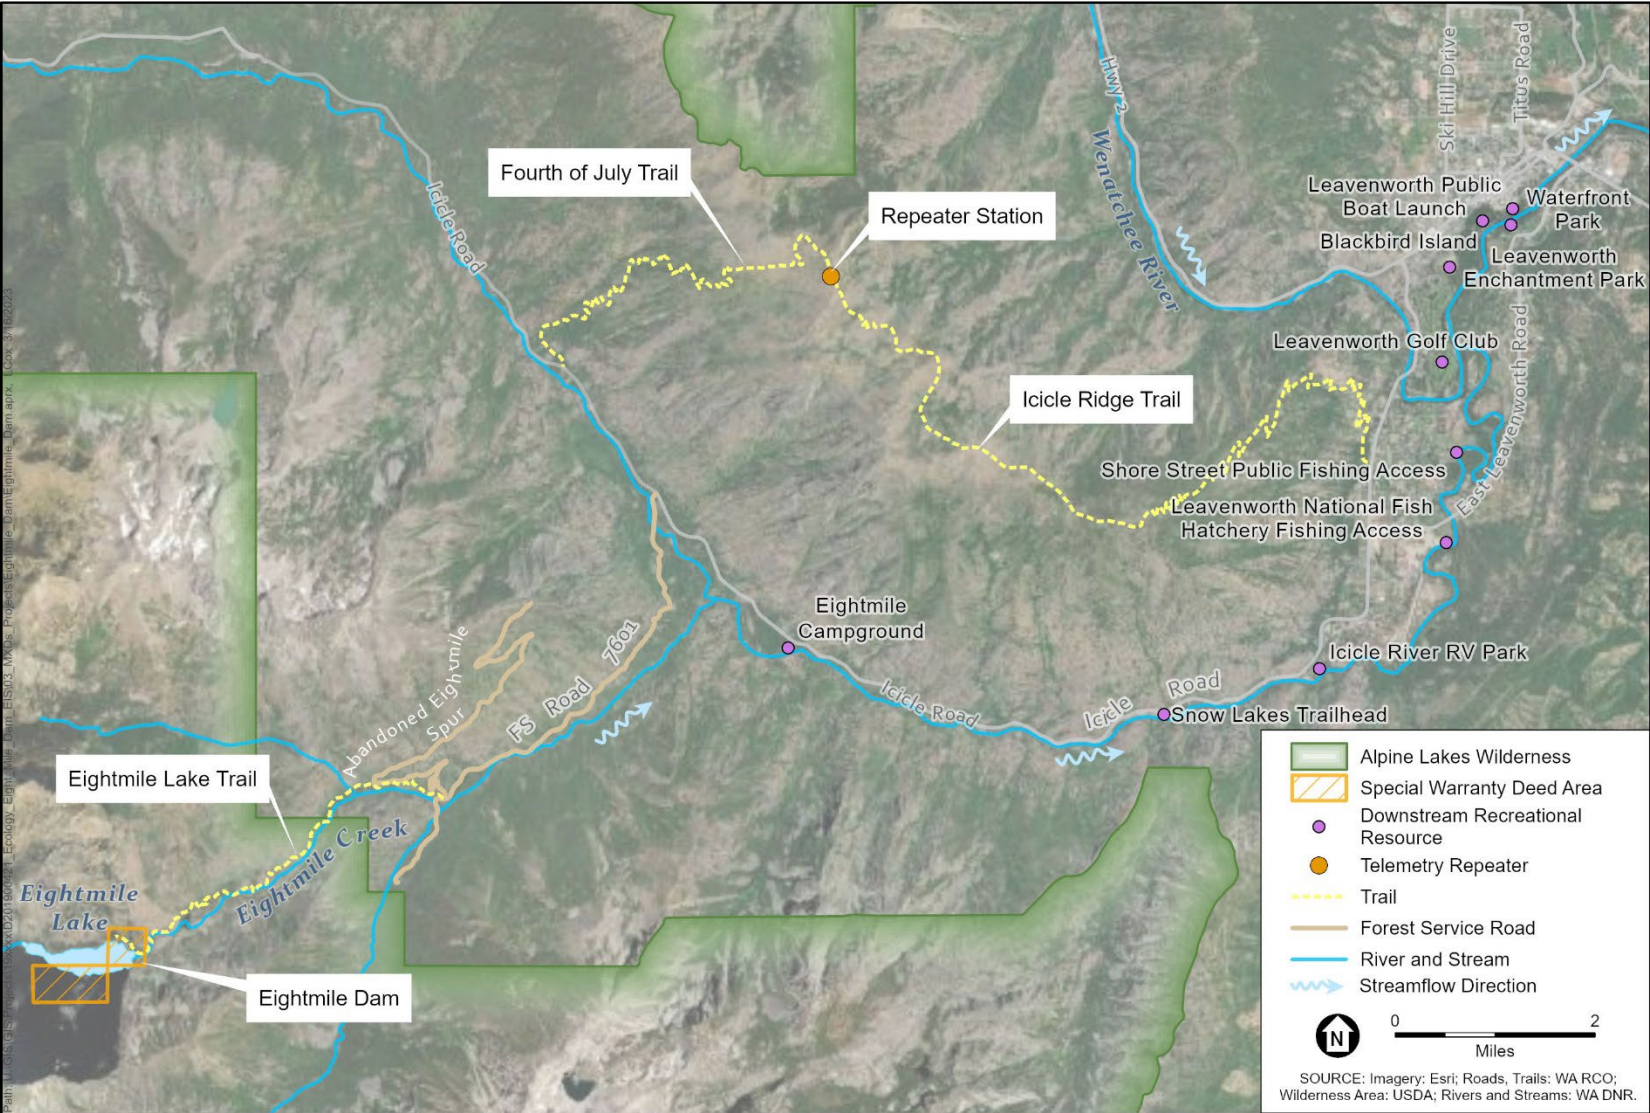 Hwy 2
Ski Hill Drive
Titus Road
Wenatchee River
Fourth of July Trail
Icicle Road
Repeater Station
Leavenworth Public
Boat Launch
Waterfront
Park
Blackbird Island
Leavenworth
Enchantment Park
Leavenworth Golf Club
Icicle Ridge Trail
East Leavenworth Road
Shore Street Public Fishing Access
Leavenworth National Fish
Hatchery Fishing Access
Eightmile
Campground
Icicle River RV Park
Abandoned Eightmile
Spur
FS Road 7601
Icicle Road
Icicle Road
Snow Lakes Trailhead
Eightmile Lake Trail
Eightmile Creek
Eightmile
Lake
Eightmile Dam
Alpine Lakes Wilderness
Special Warranty Deed Area
Downstream Recreational
Resource
Telemetry Repeater
Trail
Forest Service Road
River and Stream
Streamflow Direction
N
0 2
Miles
SOURCE: Imagery: Esri; Roads, Trails: WA RCO;
Wilderness Area: USDA; Rivers and Streams: WA DNR.